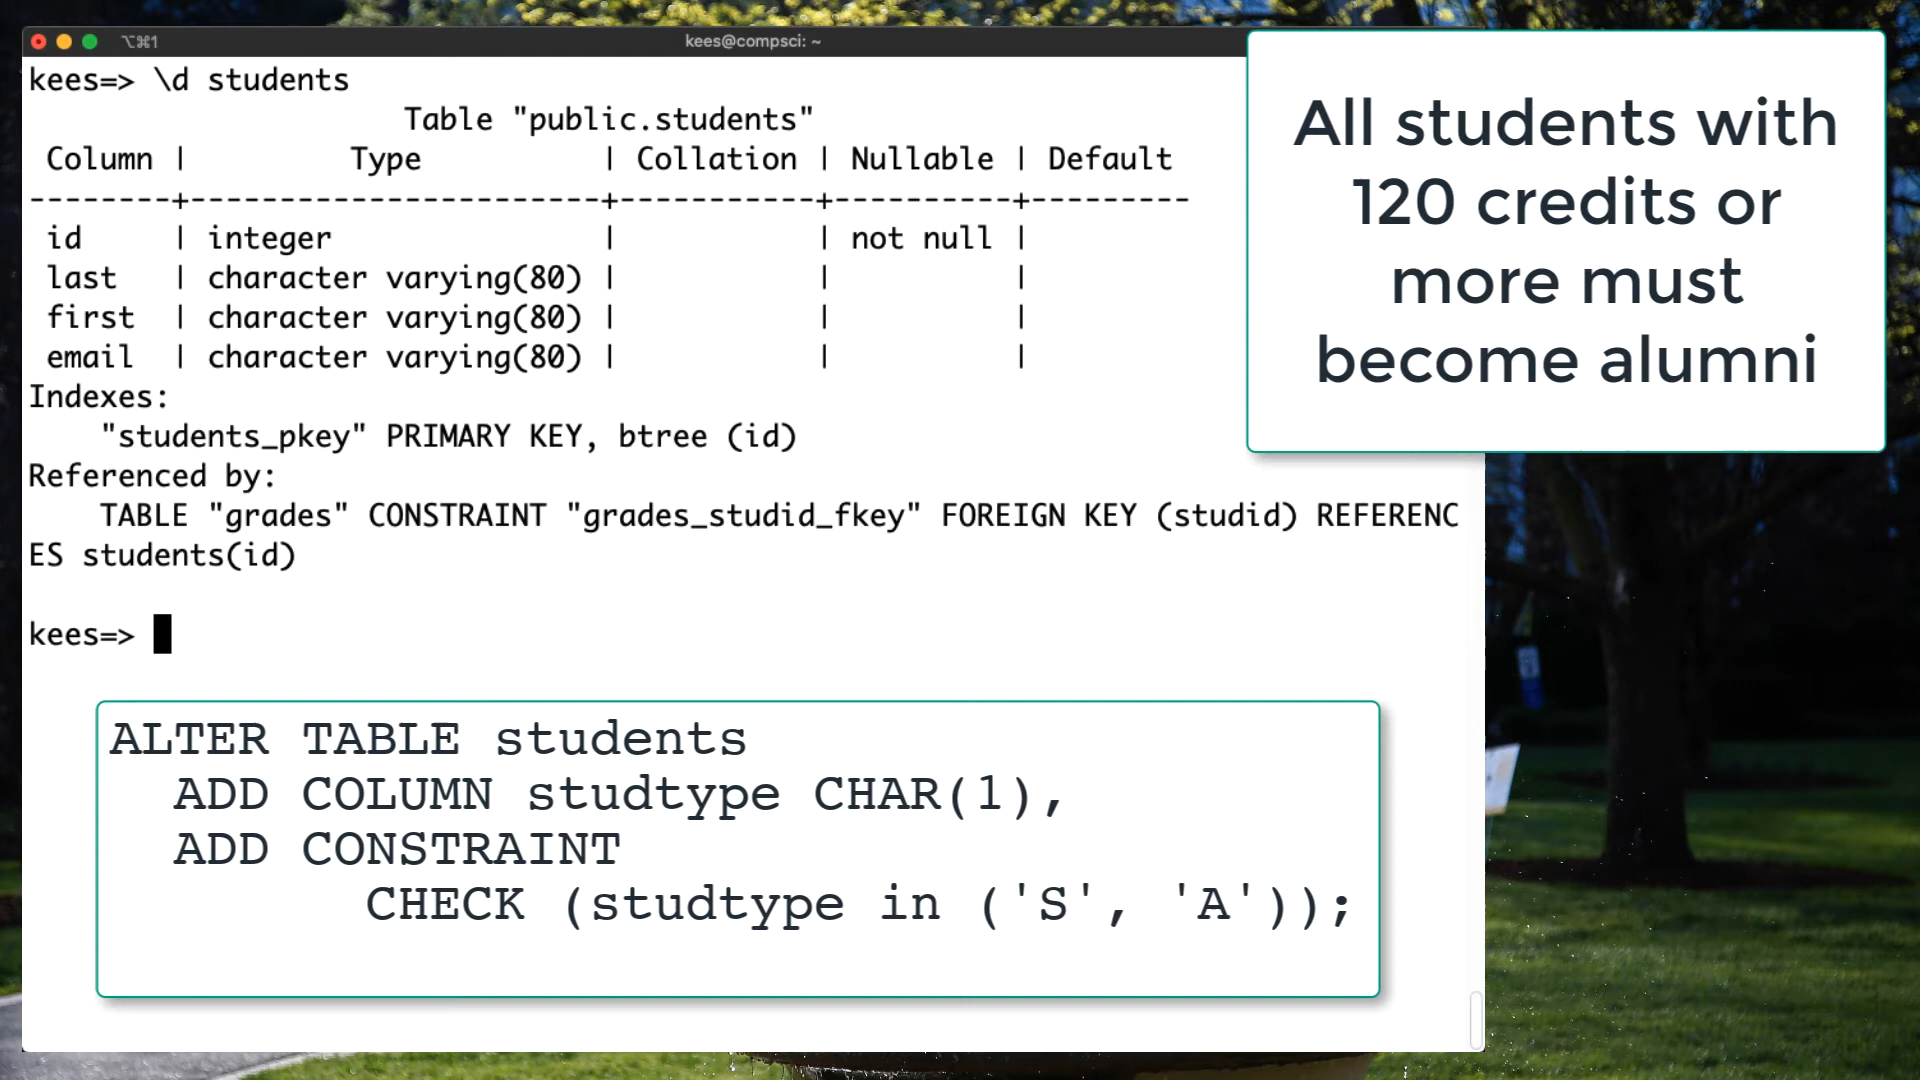 ⌥⌘1
kees@compsci: ~
kees=> \d students
Table "public.students"
Column | Type | Collation | Nullable | Default
--------+-----------------------+-----------+----------+---------
id | integer | | not null |
last | character varying(80) | | |
first | character varying(80) | | |
email | character varying(80) | | |
Indexes:
"students_pkey" PRIMARY KEY, btree (id)
Referenced by:
TABLE "grades" CONSTRAINT "grades_studid_fkey" FOREIGN KEY (studid) REFERENC
ES students(id)
kees=>
All students with
120 credits or
more must
become alumni
ALTER TABLE students
ADD COLUMN studtype CHAR(1),
ADD CONSTRAINT
CHECK (studtype in ('S', 'A'));